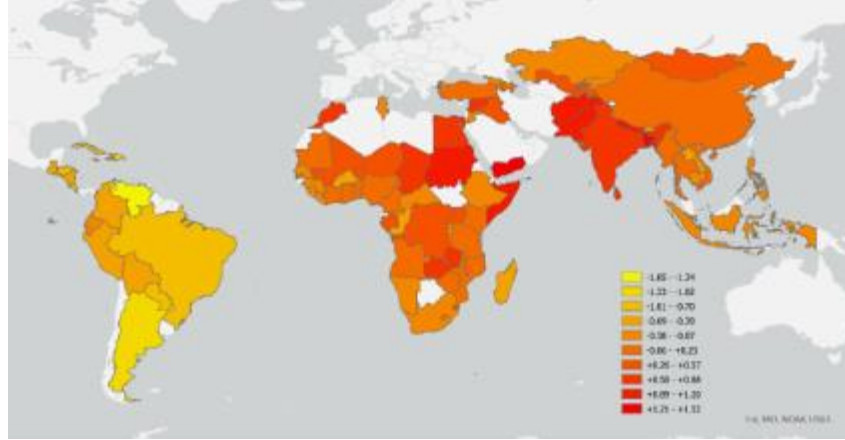 -1.65 - -1.34
-1.33 - -1.02
-1.01 - -0.70
-0.69 - -0.39
-0.38 - -0.07
-0.06 - +0.25
+0.26 - +0.57
+0.58 - +0.88
+0.89 - +1.20
+1.21 - +1.52